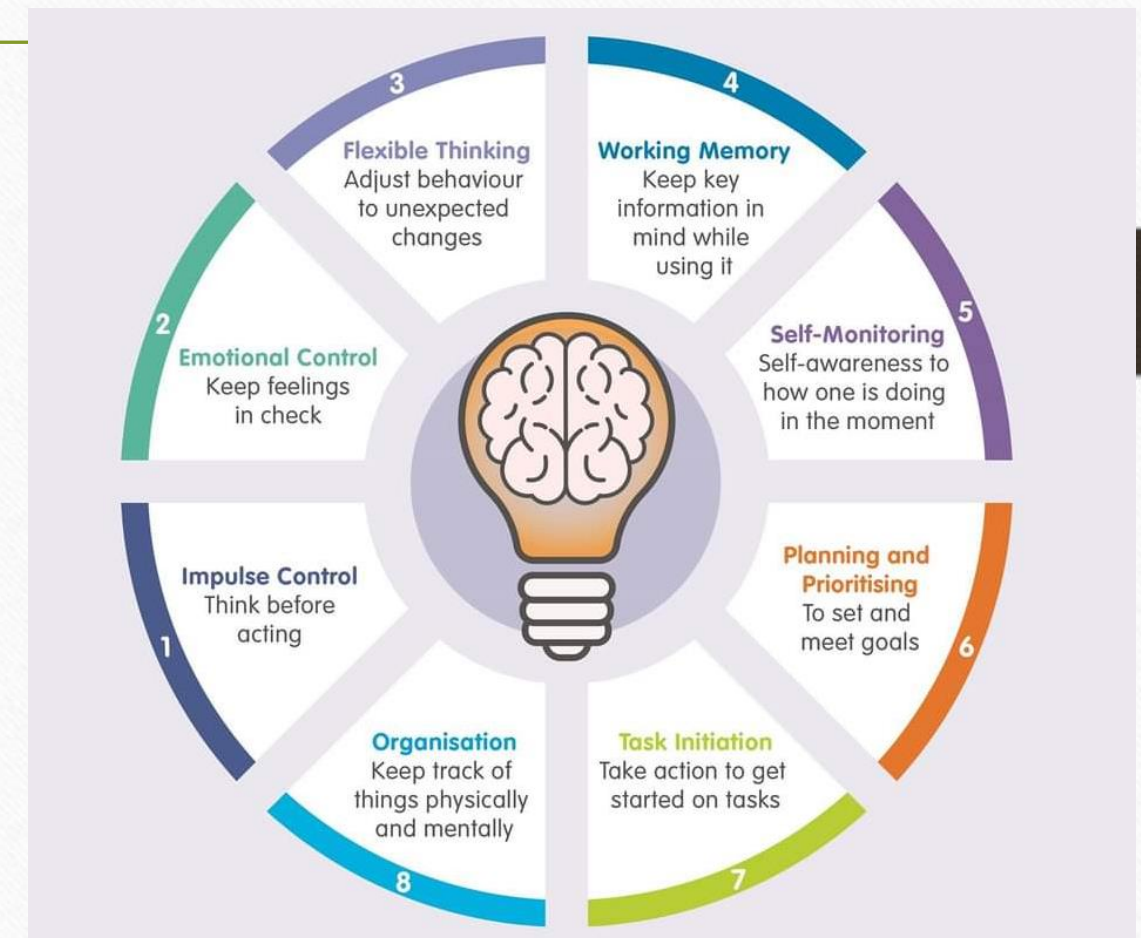 1
Impulse Control
Think before
acting
2
Emotional Control
Keep feelings
in check
3
Flexible Thinking
Adjust behaviour
to unexpected
changes
4
Working Memory
Keep key
information in
mind while
using it
5
Self-Monitoring
Self-awareness to
how one is doing
in the moment
6
Planning and
Prioritising
To set and
meet goals
7
Task Initiation
Take action to get
started on tasks
8
Organisation
Keep track of
things physically
and mentally